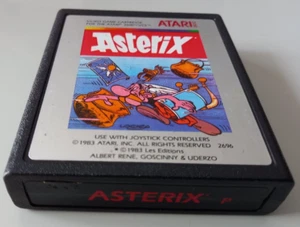 ATARI
Asterix
USE WITH JOYSTICK CONTROLLERS
©1983 ATARI, INC. ALL RIGHTS RESERVED 2696
© 1983 Les Editions
ALBERT RENE, GOSCINNY & UDERZO
ASTERIX P